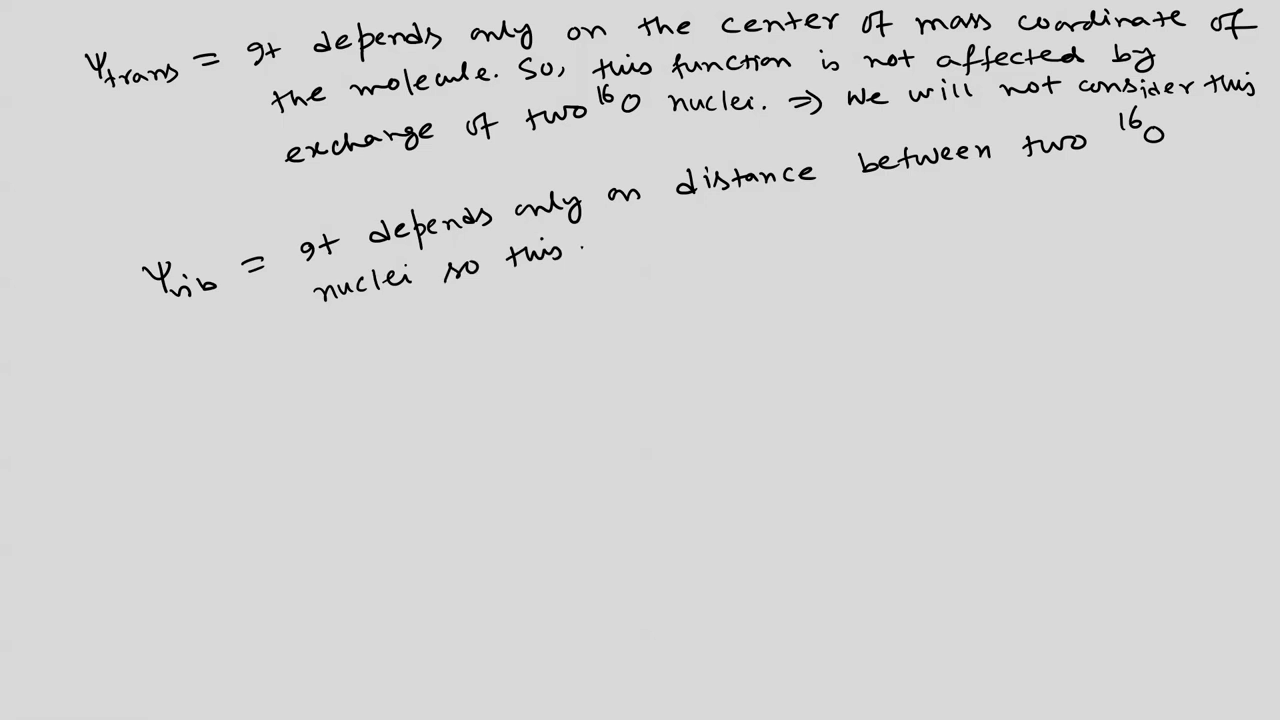 Ψtrans = It depends only on the center of mass coordinate of
the molecule. So, this function is not affected by
exchange of two ¹⁶O nuclei. ⇒ We will not consider this
Ψvib = It depends only on distance between two ¹⁶O
nuclei so this